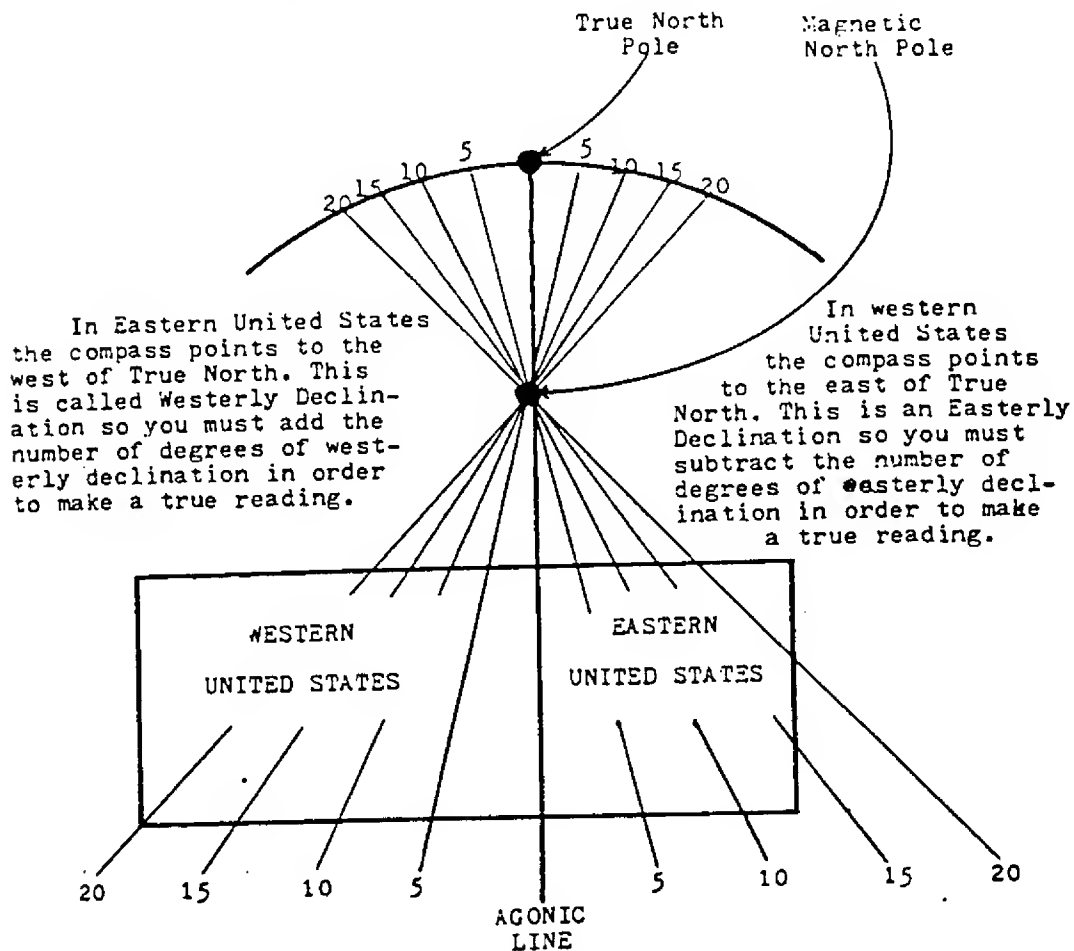 True North
Pole
Magnetic
North Pole
20 15 10 5 5 10 15 20
In Eastern United States
the compass points to the
west of True North. This
is called Westerly Declin-
ation so you must add the
number of degrees of west-
erly declination in order
to make a true reading.
In western
United States
the compass points
to the east of True
North. This is an Easterly
Declination so you must
subtract the number of
degrees of easterly decl-
ination in order to make
a true reading.
WESTERN
UNITED STATES
EASTERN
UNITED STATES
20 15 10 5 5 10 15 20
AGONIC
LINE